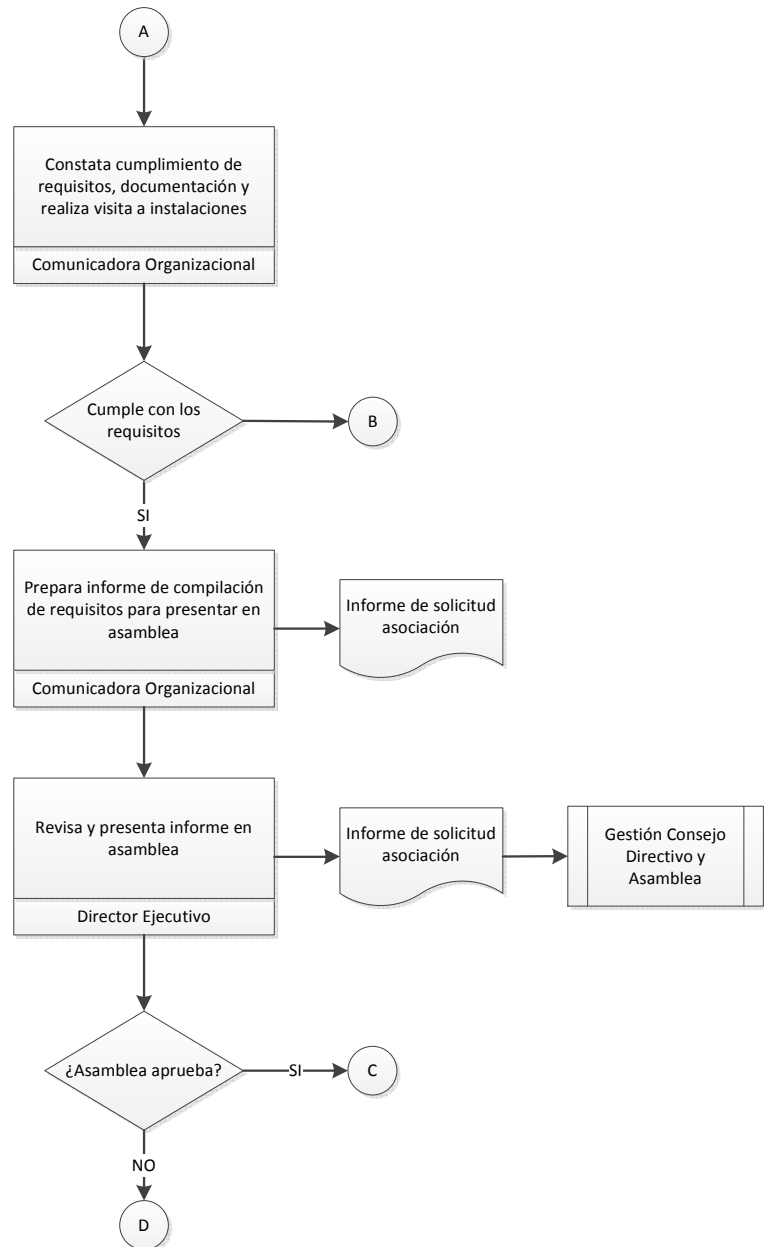 A
Constata cumplimiento de
requisitos, documentación y
realiza visita a instalaciones
Comunicadora Organizacional
Cumple con los
requisitos
B
SI
Prepara informe de compilación
de requisitos para presentar en
asamblea
Comunicadora Organizacional
Informe de solicitud
asociación
Revisa y presenta informe en
asamblea
Director Ejecutivo
Informe de solicitud
asociación
Gestión Consejo
Directivo y
Asamblea
¿Asamblea aprueba?
SI
C
NO
D